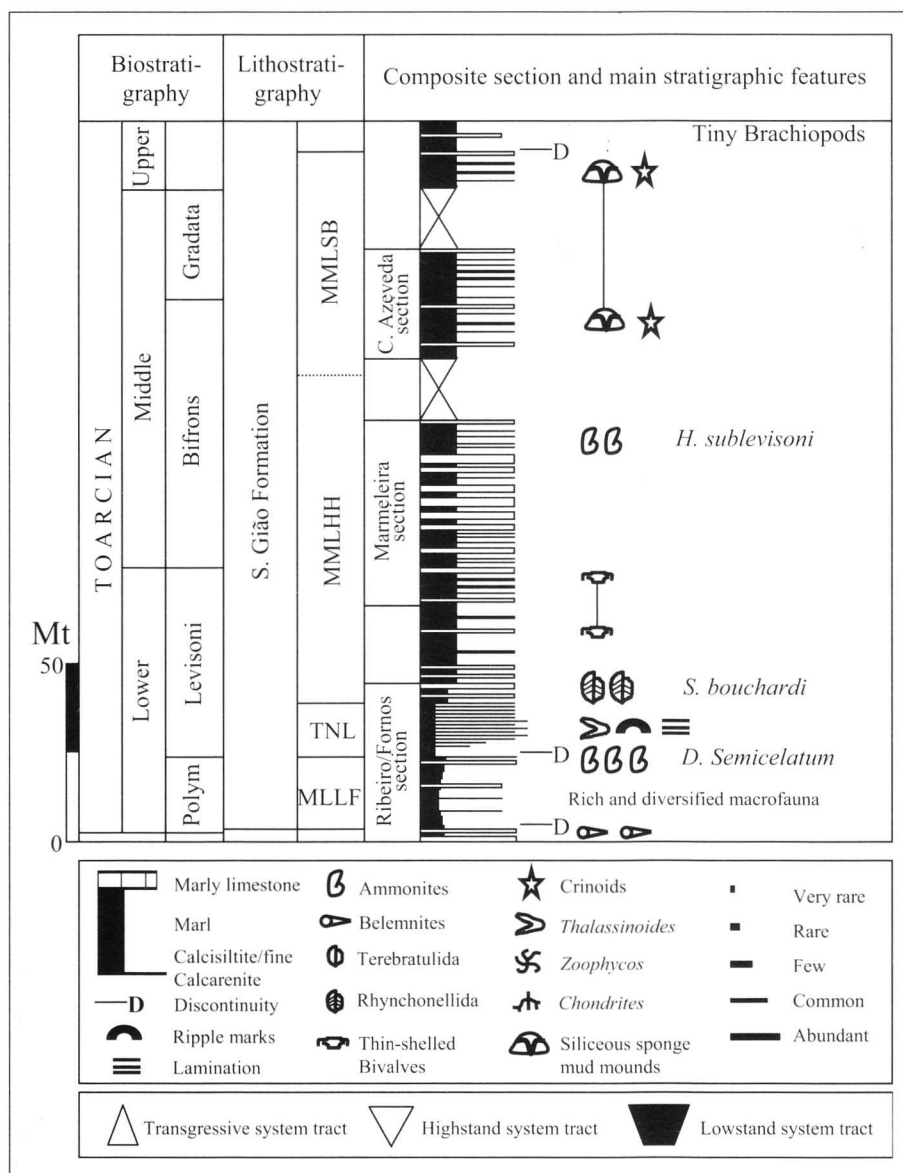 Biostrati-
graphy
Lithostrati-
graphy
Composite section and main stratigraphic features
TOARCIAN
Upper
Middle
Lower
Gradata
Bifrons
Levisoni
Polym
S. Gião Formation
MMLSB
MMLHH
TNL
MLLF
C. Azeveda
section
Marmeleira
section
Ribeiro/Fornos
section
Tiny Brachiopods
D
H. sublevisoni
S. bouchardi
D
D. Semicelatum
Rich and diversified macrofauna
D
Mt
50
0
Marly limestone
Marl
Calcisiltite/fine
Calcarenite
D Discontinuity
Ripple marks
Lamination
Ammonites
Belemnites
Terebratulida
Rhynchonellida
Thin-shelled
Bivalves
Crinoids
Thalassinoides
Zoophycos
Chondrites
Siliceous sponge
mud mounds
Very rare
Rare
Few
Common
Abundant
Transgressive system tract
Highstand system tract
Lowstand system tract